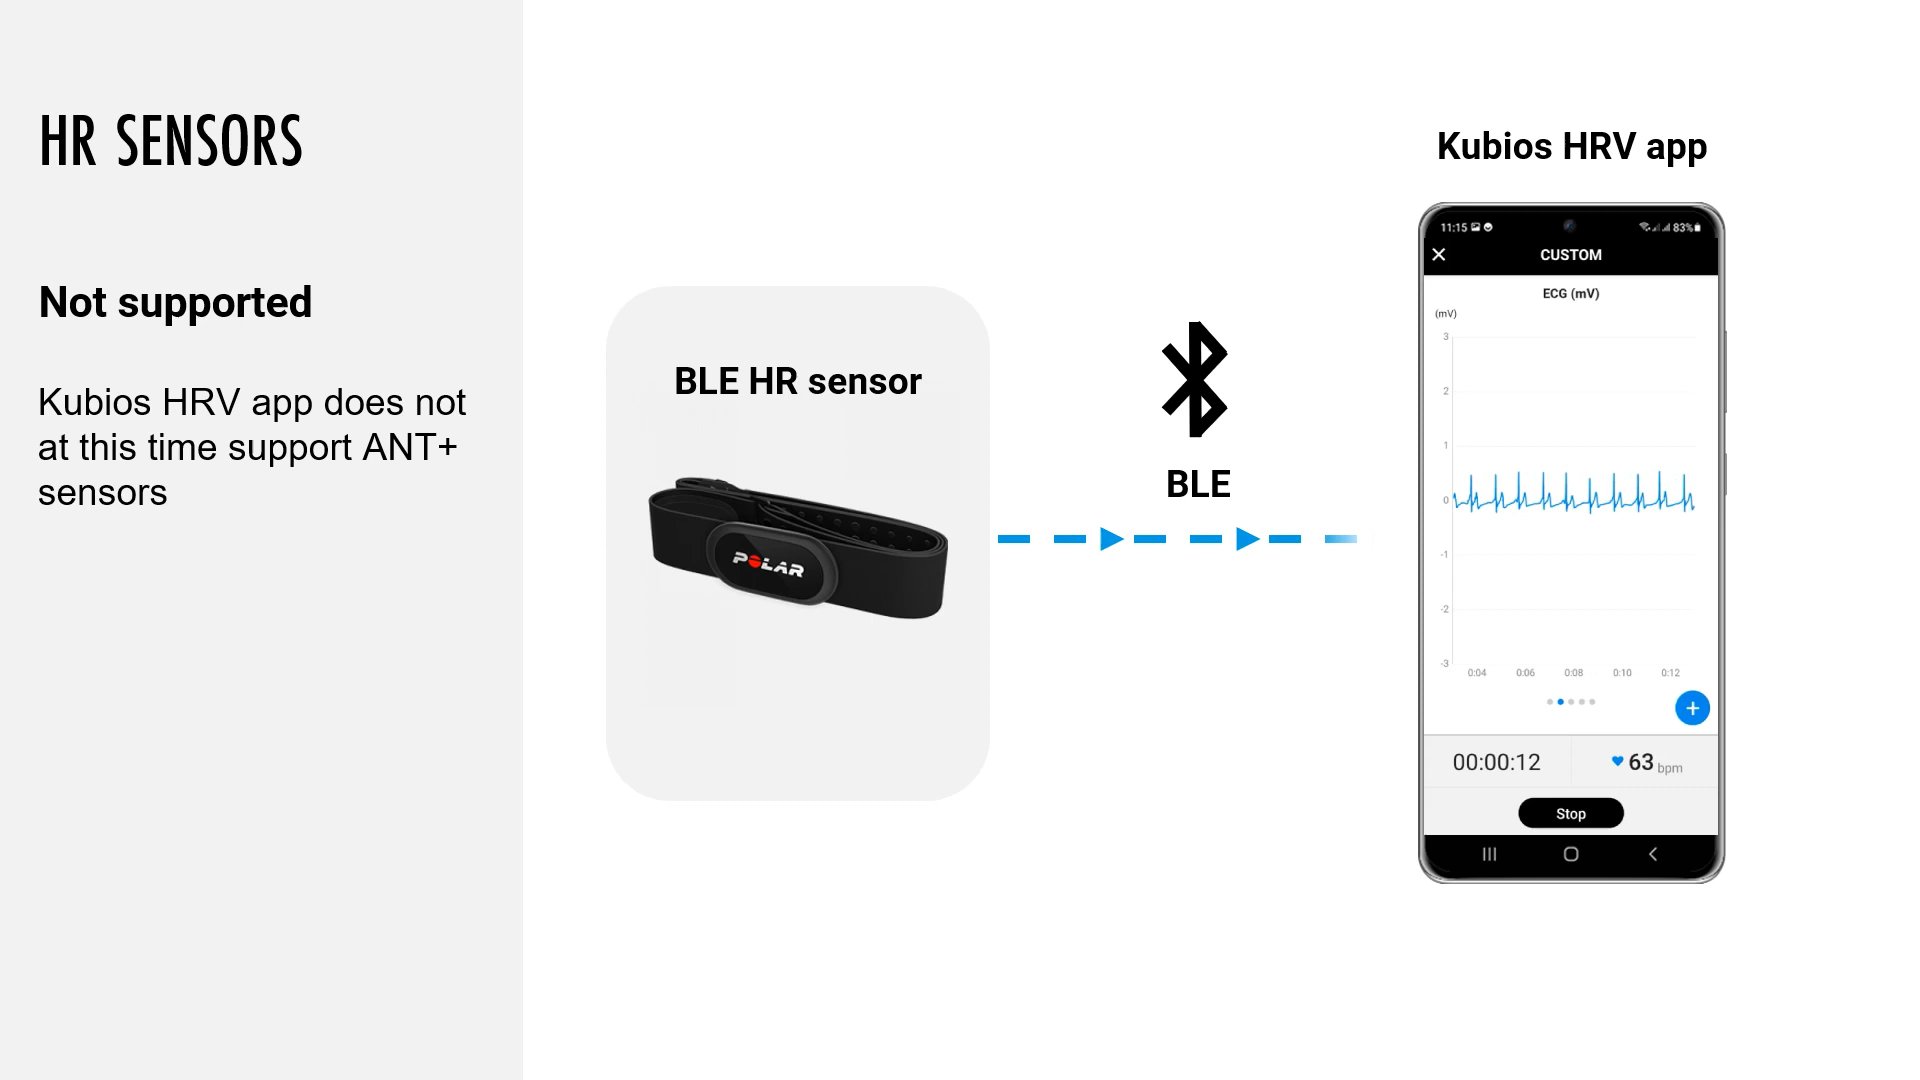 HR SENSORS
Not supported
Kubios HRV app does not
at this time support ANT+
sensors
BLE HR sensor
POLAR
BLE
Kubios HRV app
11:15 83%
CUSTOM
ECG (mV)
(mV)
3
2
1
0
-1
-2
-3
0:04 0:06 0:08 0:10 0:12
+
00:00:12 63 bpm
Stop